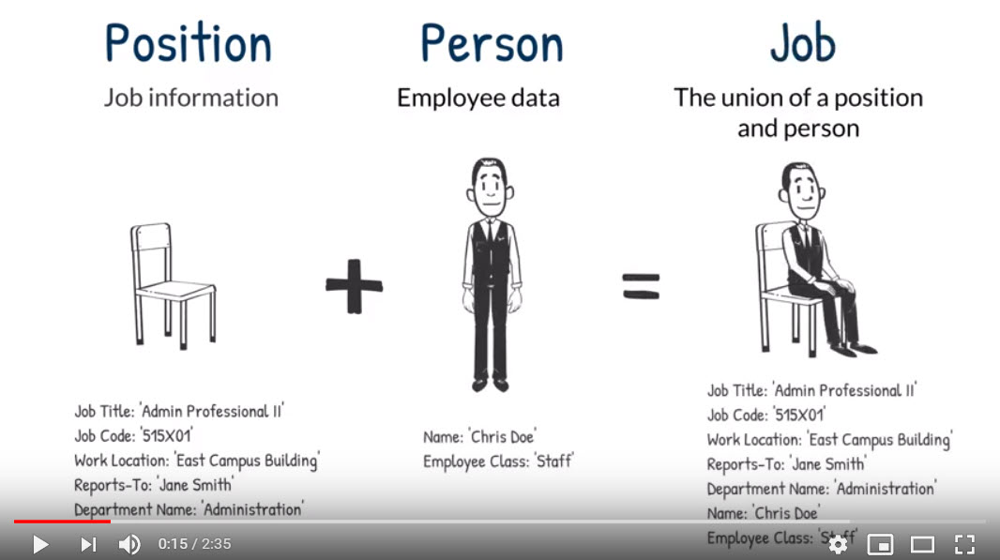 Position
Job information
Person
Employee data
Job
The union of a position
and person
Job Title: 'Admin Professional II'
Job Code: '515X01'
Work Location: 'East Campus Building'
Reports-To: 'Jane Smith'
Department Name: 'Administration'
+
Name: 'Chris Doe'
Employee Class: 'Staff'
=
Job Title: 'Admin Professional II'
Job Code: '515X01'
Work Location: 'East Campus Building'
Reports-To: 'Jane Smith'
Department Name: 'Administration'
Name: 'Chris Doe'
Employee Class: 'Staff'
0:15 / 2:35